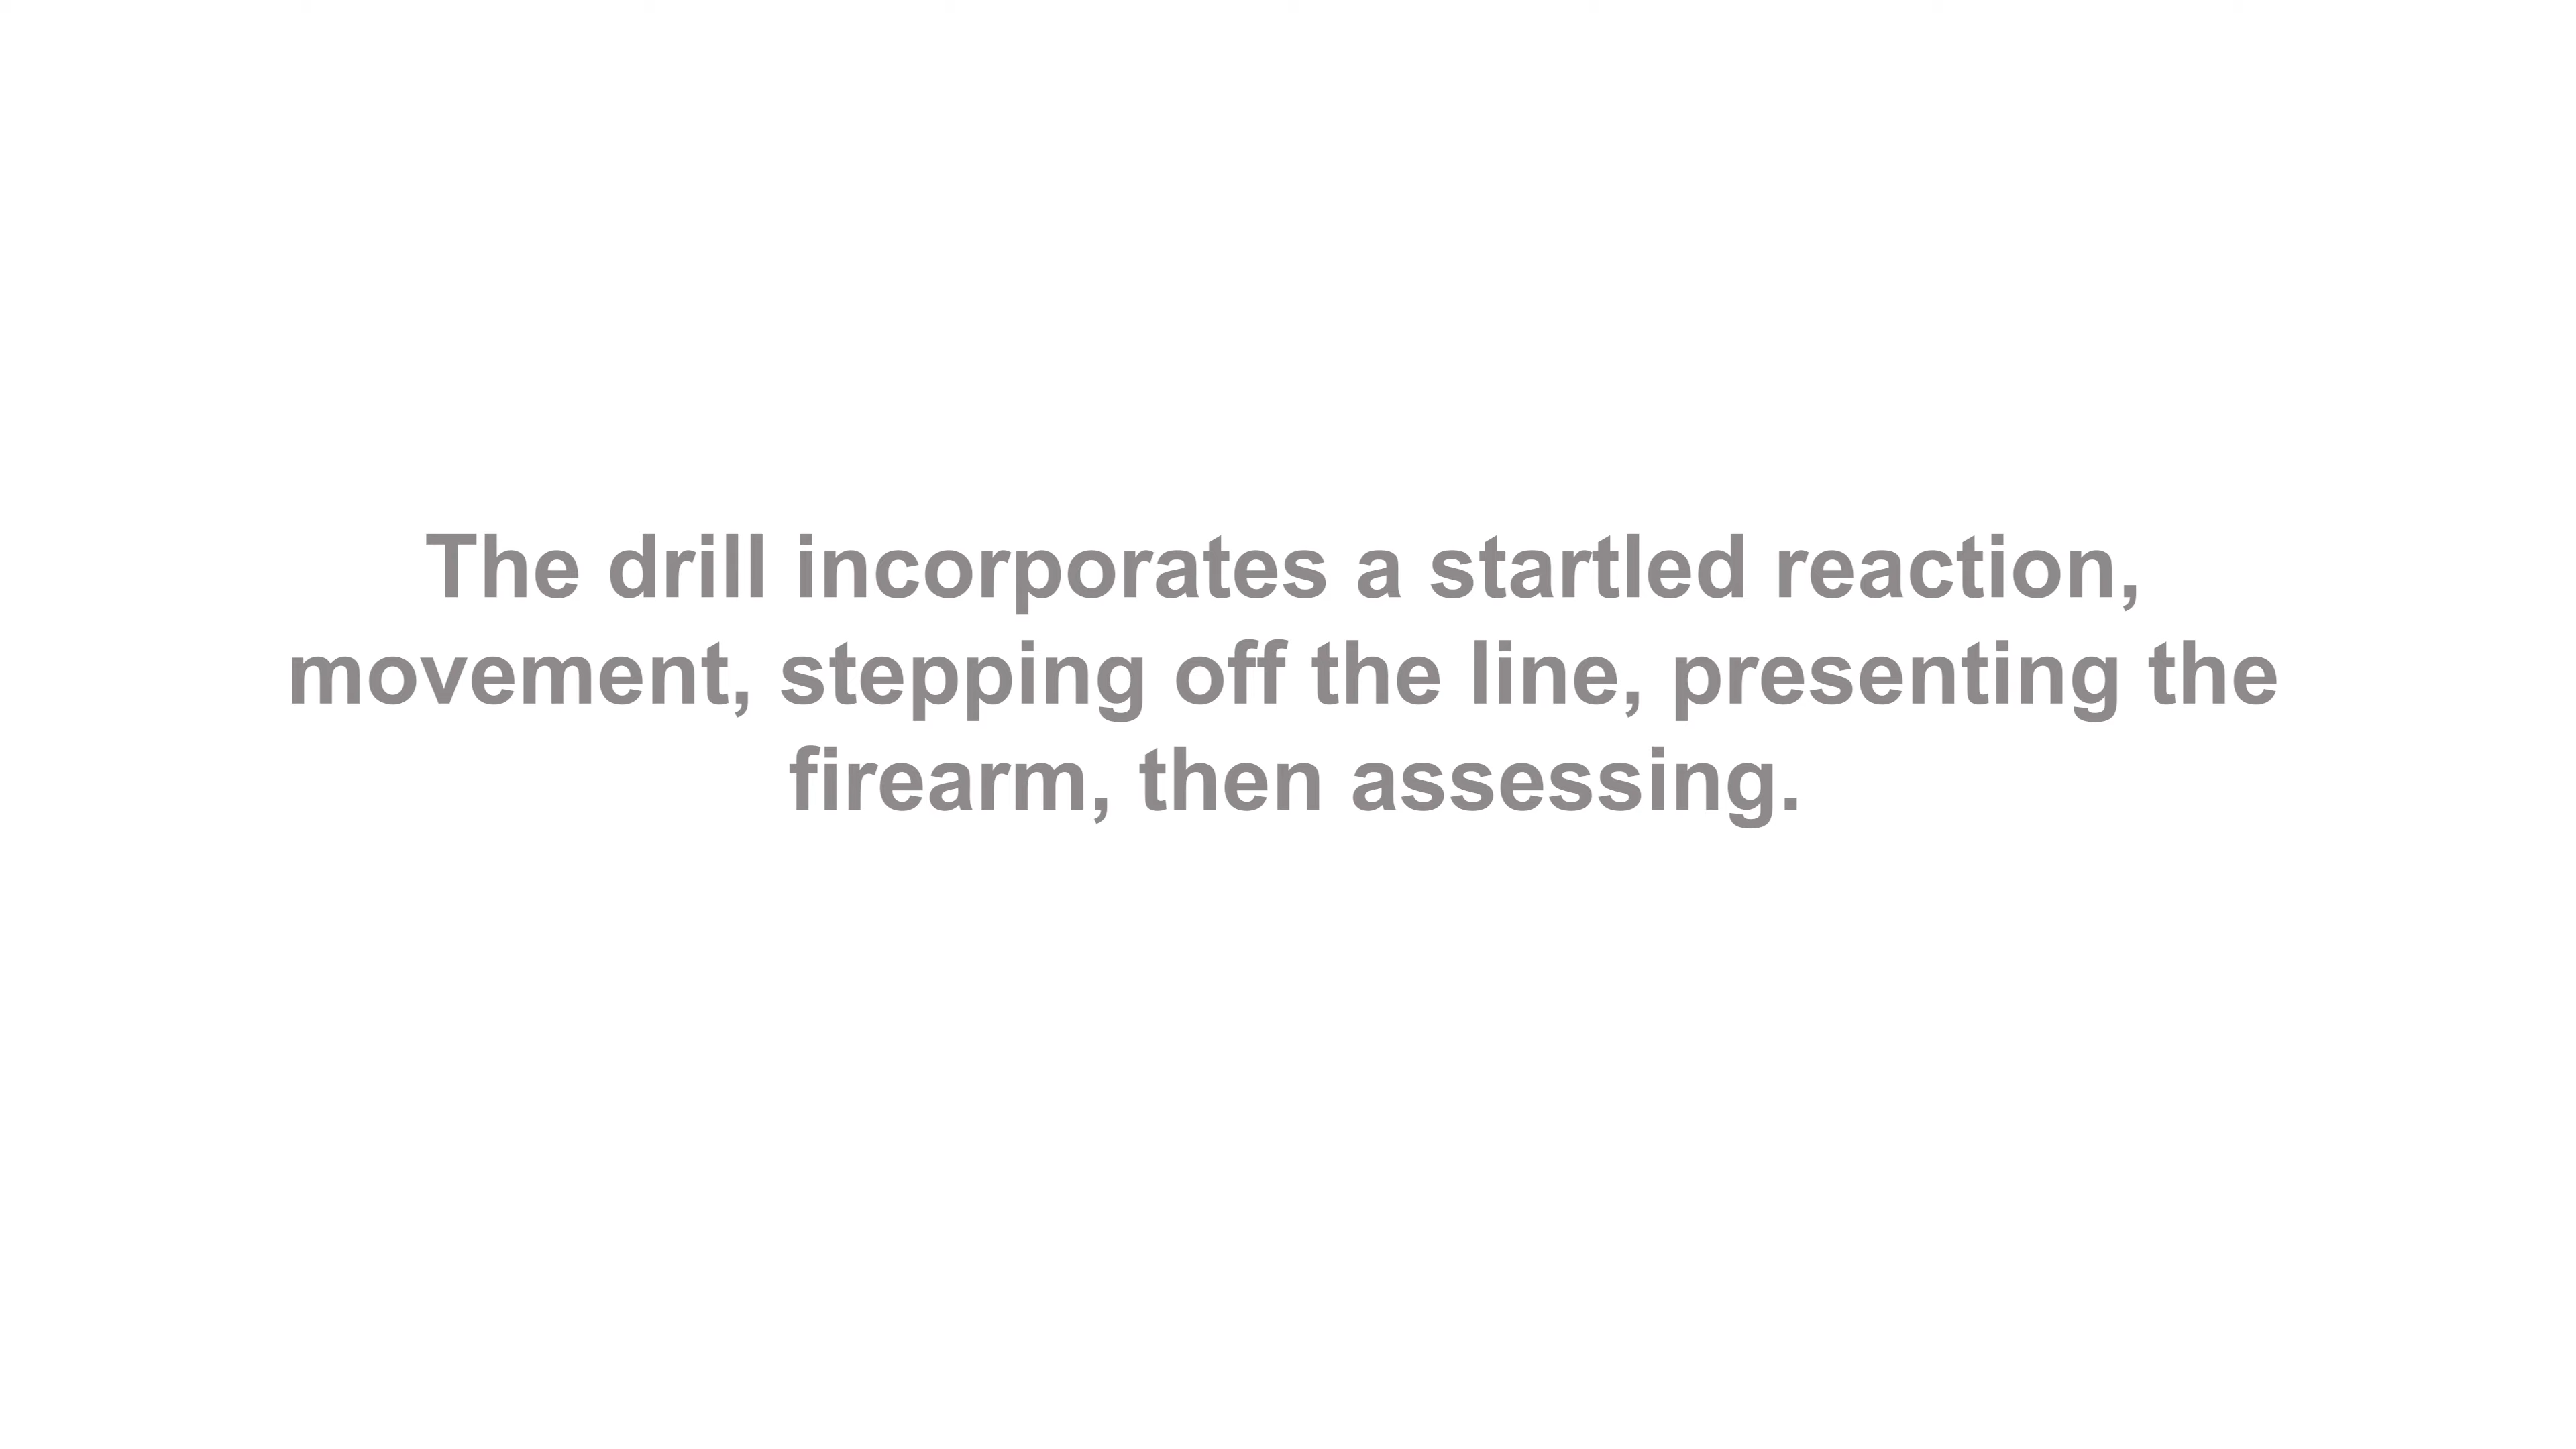 The drill incorporates a startled reaction,
movement, stepping off the line, presenting the
firearm, then assessing.